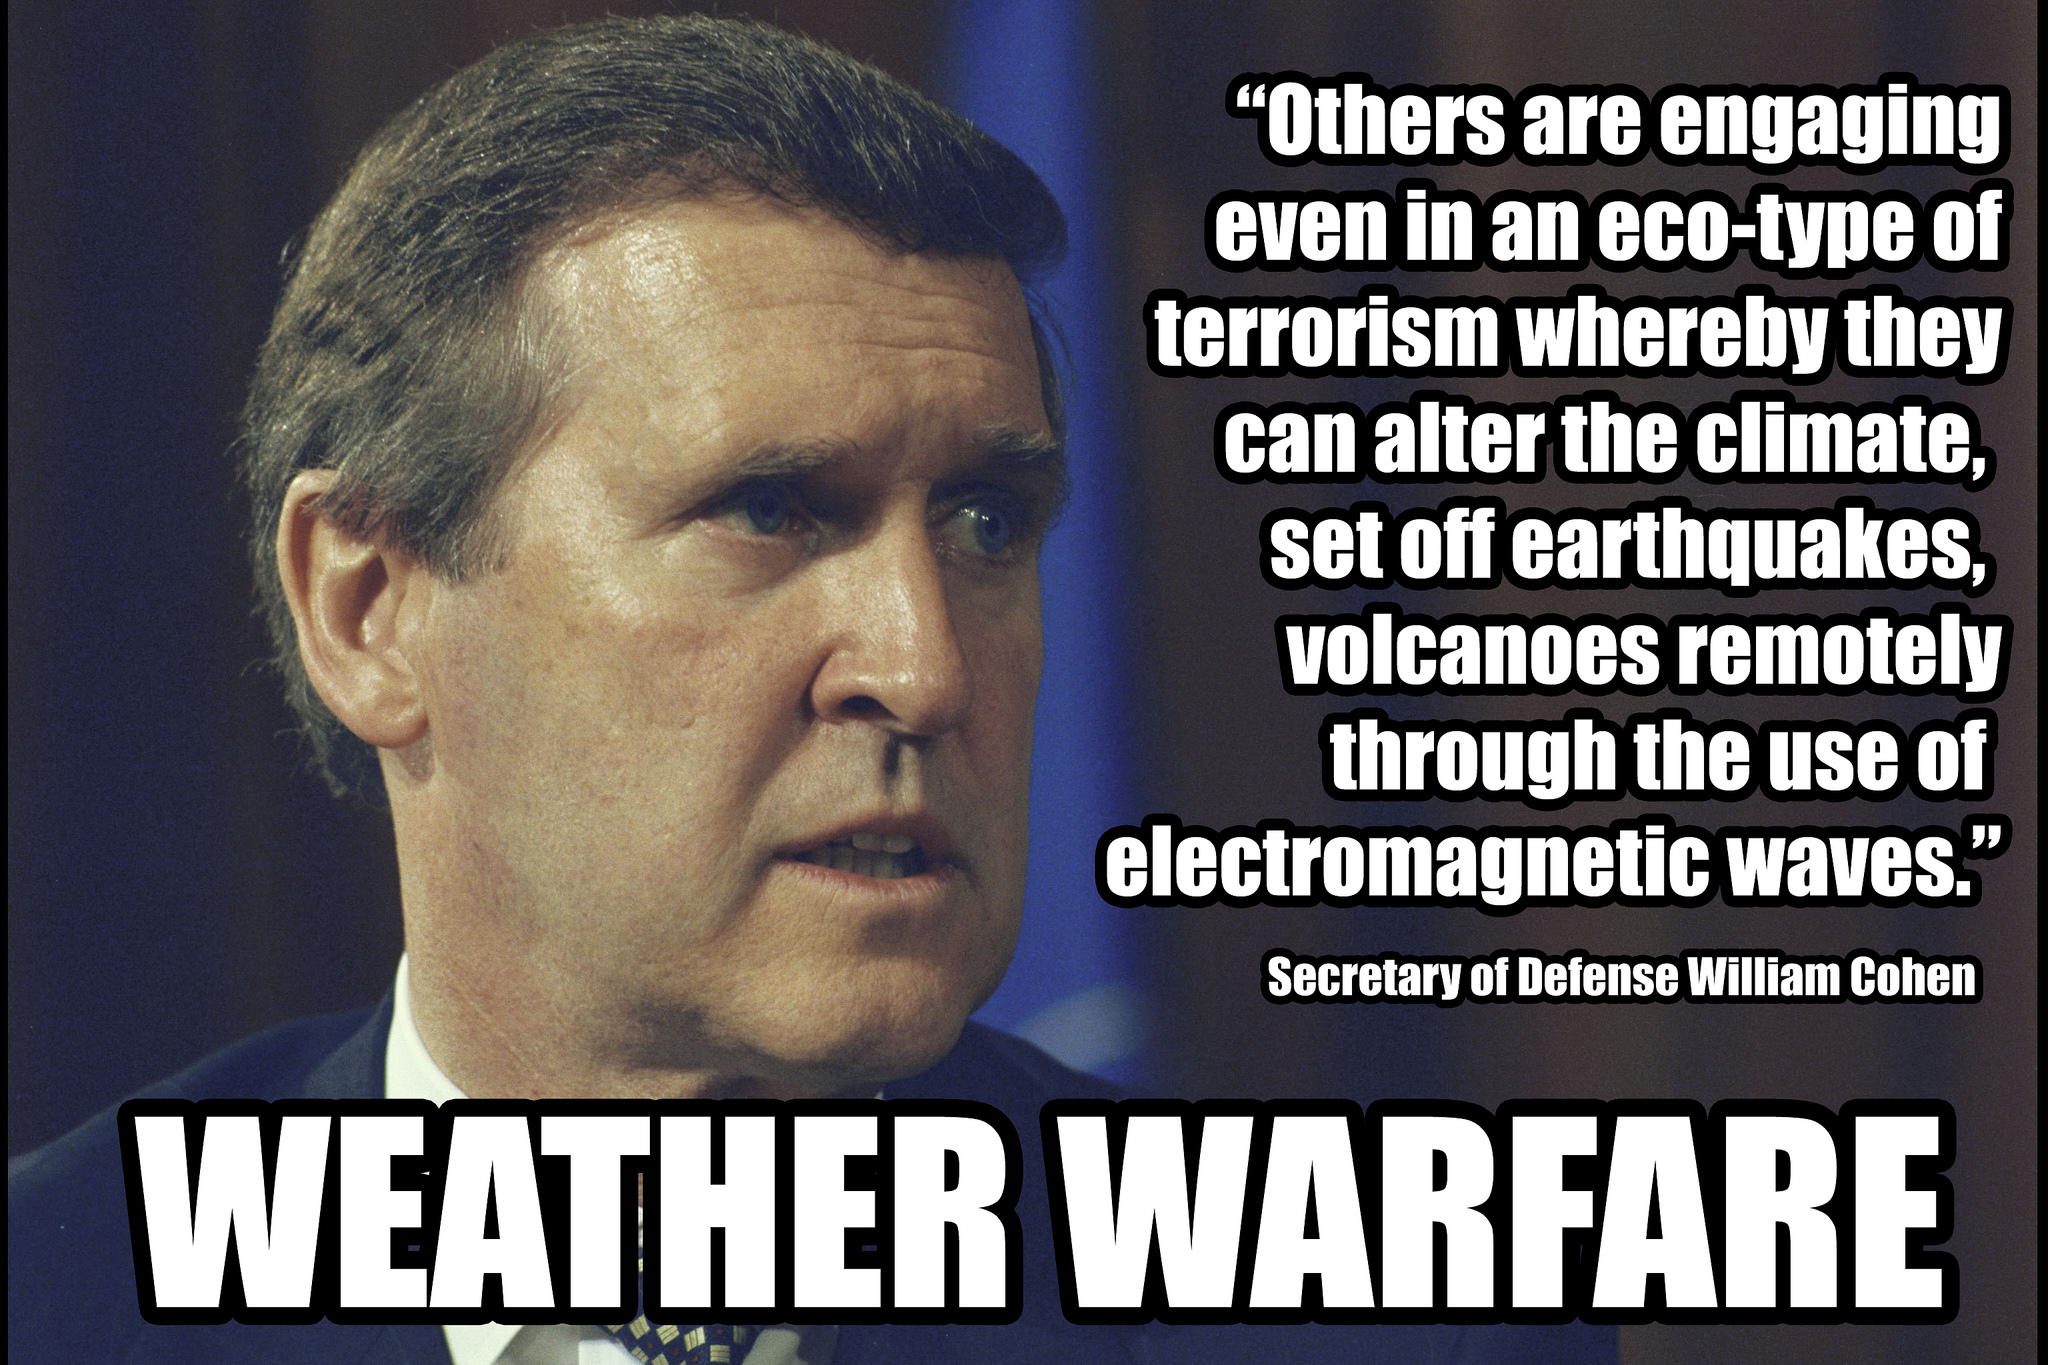 “Others are engaging
even in an eco-type of
terrorism whereby they
can alter the climate,
set off earthquakes,
volcanoes remotely
through the use of
electromagnetic waves.”
Secretary of Defense William Cohen
WEATHER WARFARE